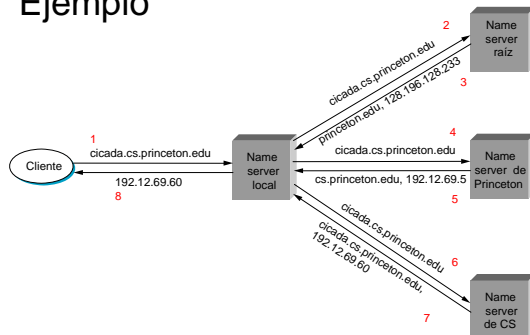 Ejemplo
2
Name
server
raíz
cicada.cs.princeton.edu
princeton.edu, 128.196.128.233
3
1
cicada.cs.princeton.edu
Cliente
192.12.69.60
8
Name
server
local
4
cicada.cs.princeton.edu
cs.princeton.edu, 192.12.69.5
5
Name
server de
Princeton
cicada.cs.princeton.edu
6
cicada.cs.princeton.edu,
192.12.69.60
7
Name
server
de CS